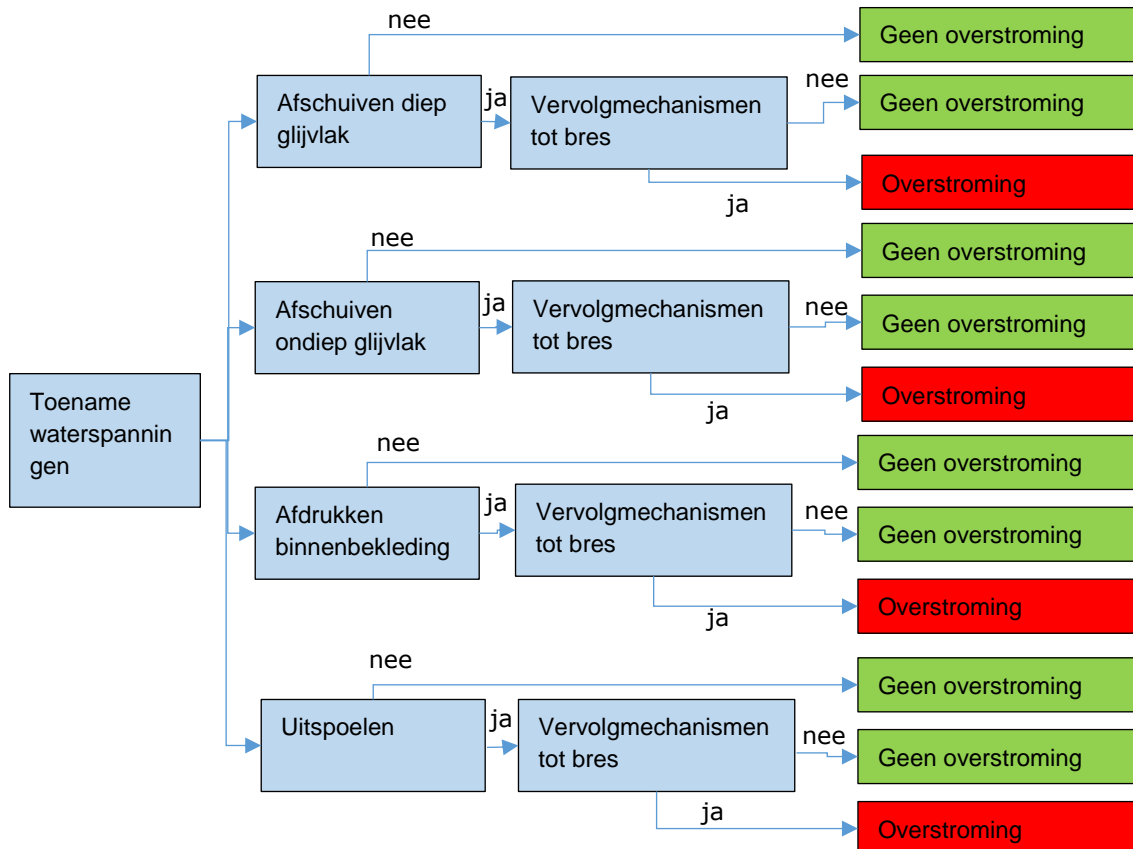 nee
Geen overstroming
Afschuiven diep
glijvlak
ja
Vervolgmechanismen
tot bres
nee
Geen overstroming
ja
Overstroming
nee
Geen overstroming
Afschuiven
ondiep glijvlak
ja
Vervolgmechanismen
tot bres
nee
Geen overstroming
ja
Overstroming
Toename
waterspannin
gen
nee
Geen overstroming
Afdrukken
binnenbekleding
ja
Vervolgmechanismen
tot bres
nee
Geen overstroming
ja
Overstroming
nee
Geen overstroming
Uitspoelen
ja
Vervolgmechanismen
tot bres
nee
Geen overstroming
ja
Overstroming